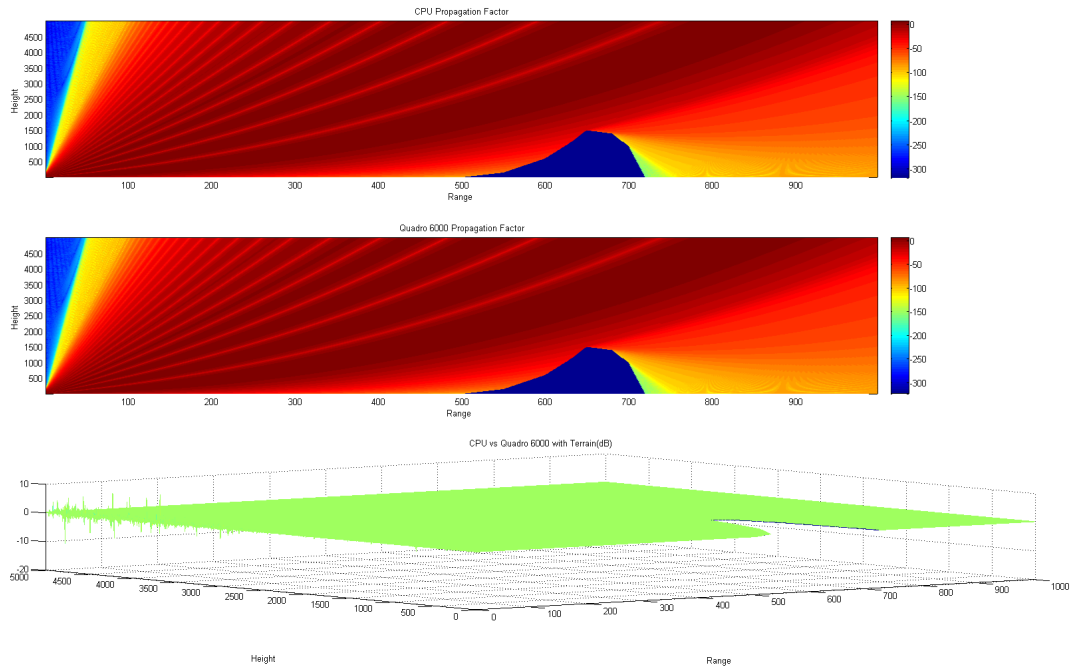 CPU Propagation Factor
4500
4000
3500
3000
2500
2000
1500
1000
500
Height
100 200 300 400 500 600 700 800 900
Range
0
-50
-100
-150
-200
-250
-300
Quadro 6000 Propagation Factor
4500
4000
3500
3000
2500
2000
1500
1000
500
Height
100 200 300 400 500 600 700 800 900
Range
0
-50
-100
-150
-200
-250
-300
CPU vs Quadro 6000 with Terrain(dB)
10
0
-10
-20
5000 4500 4000 3500 3000 2500 2000 1500 1000 500 0
0 100 200 300 400 500 600 700 800 900 1000
Height
Range